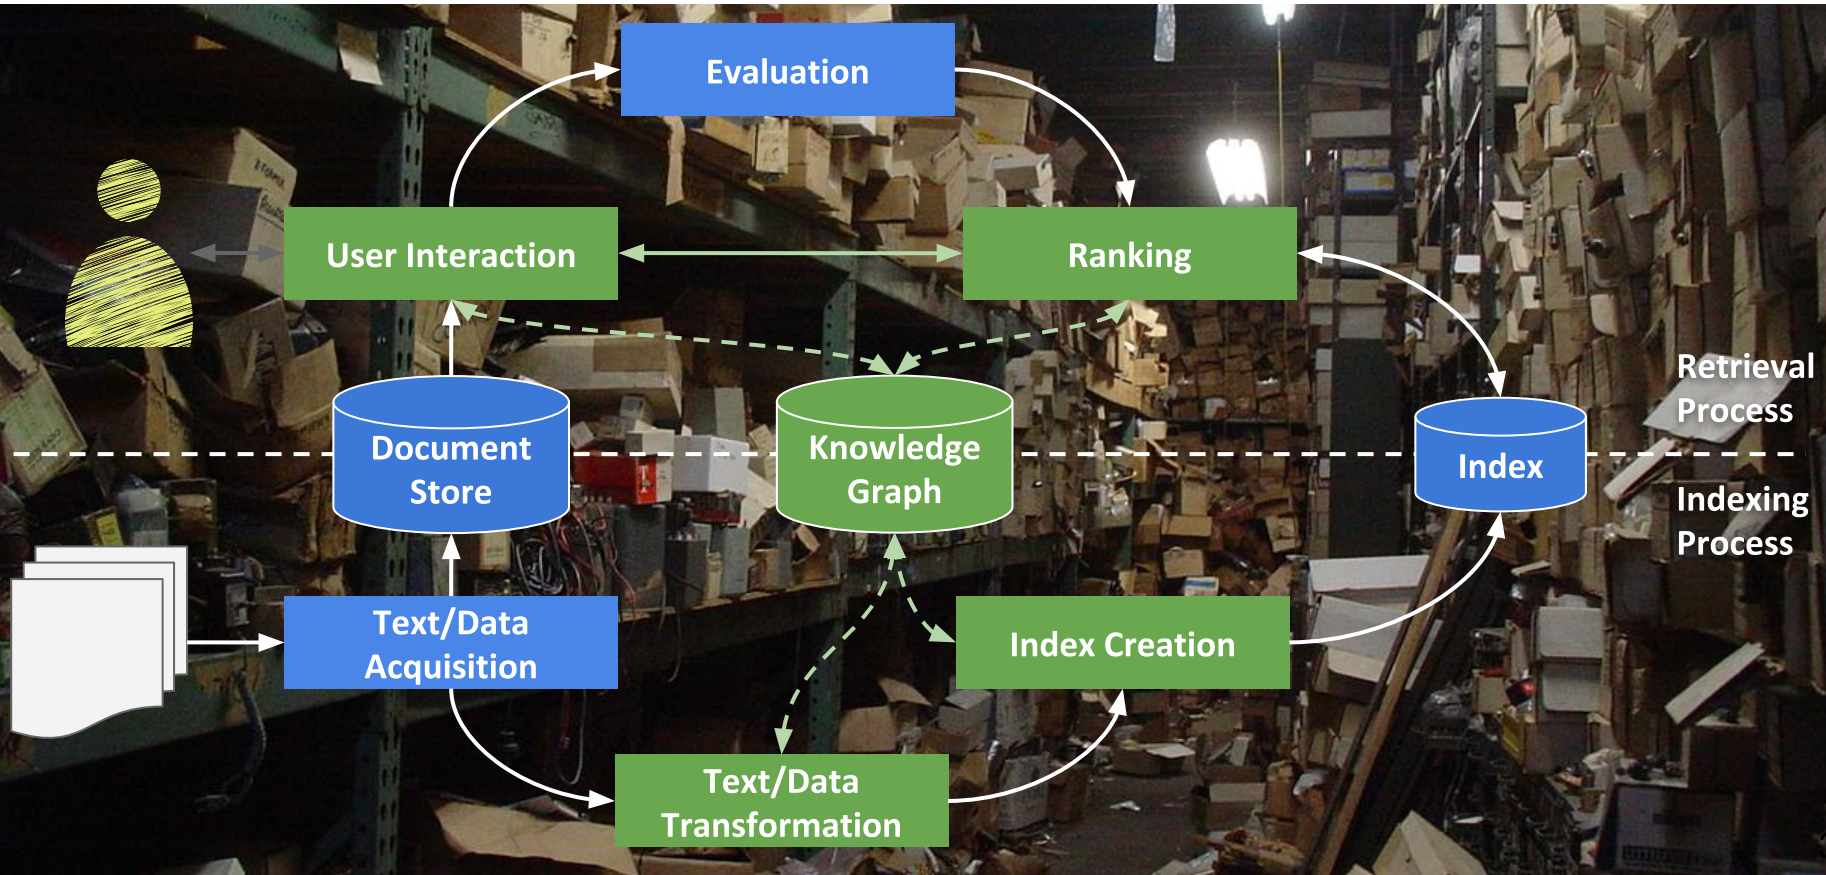 Evaluation
User Interaction
Ranking
Retrieval
Process
Document
Store
Knowledge
Graph
Index
Indexing
Process
Text/Data
Acquisition
Index Creation
Text/Data
Transformation